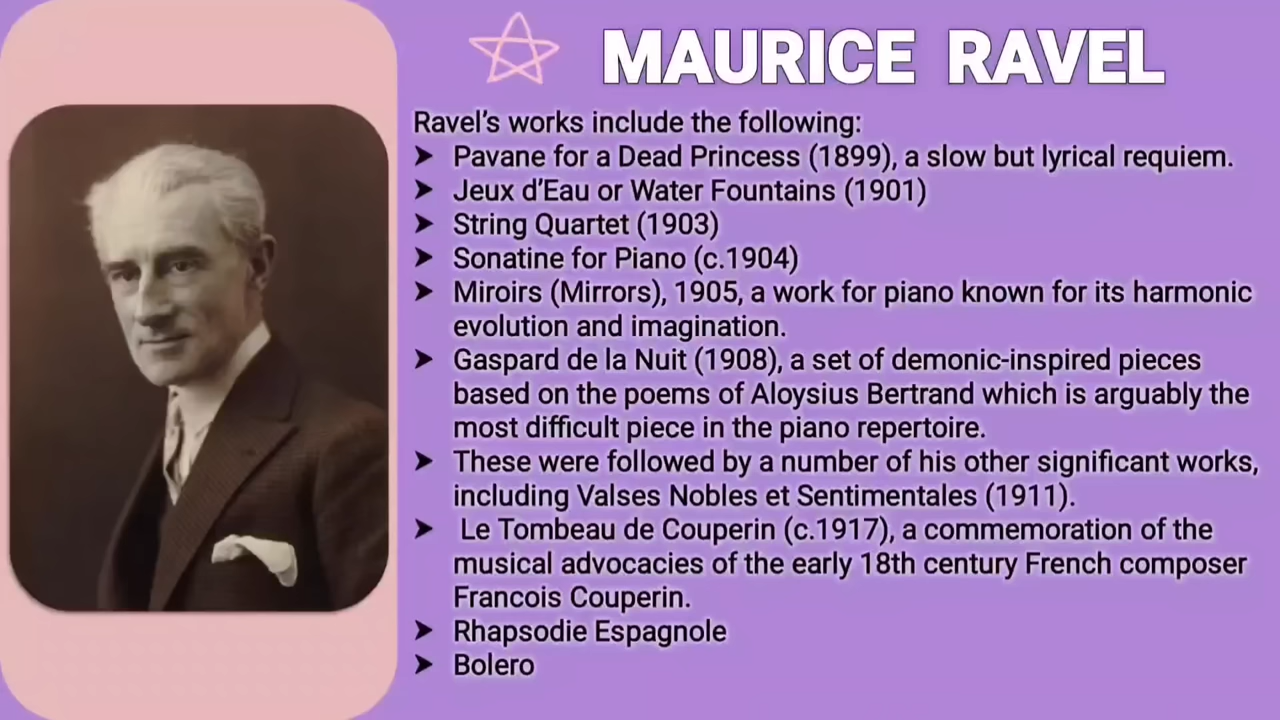 MAURICE RAVEL
Ravel’s works include the following:
➤ Pavane for a Dead Princess (1899), a slow but lyrical requiem.
➤ Jeux d’Eau or Water Fountains (1901)
➤ String Quartet (1903)
➤ Sonatine for Piano (c.1904)
➤ Miroirs (Mirrors), 1905, a work for piano known for its harmonic
evolution and imagination.
➤ Gaspard de la Nuit (1908), a set of demonic-inspired pieces
based on the poems of Aloysius Bertrand which is arguably the
most difficult piece in the piano repertoire.
➤ These were followed by a number of his other significant works,
including Valses Nobles et Sentimentales (1911).
➤ Le Tombeau de Couperin (c.1917), a commemoration of the
musical advocacies of the early 18th century French composer
Francois Couperin.
➤ Rhapsodie Espagnole
➤ Bolero